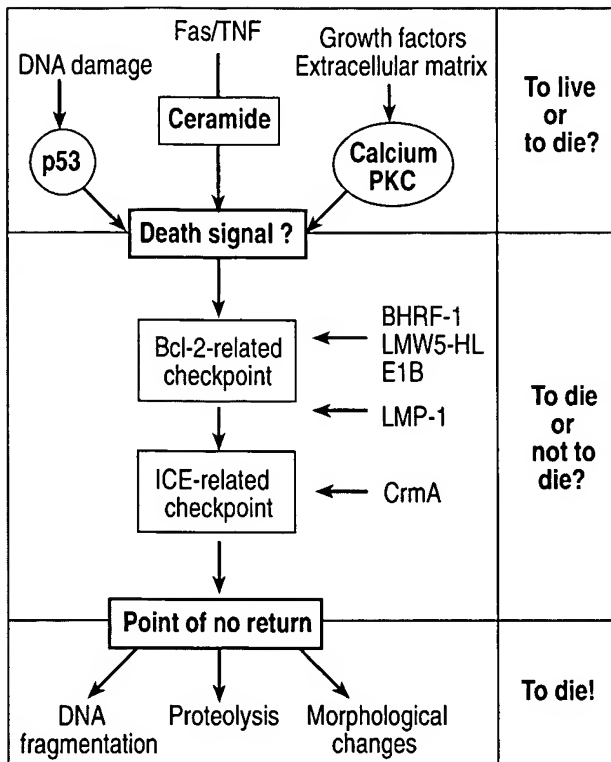 Fas/TNF
DNA damage
Growth factors
Extracellular matrix
Ceramide
p53
Calcium
PKC
To live
or
to die?
Death signal ?
Bcl-2-related
checkpoint
BHRF-1
LMW5-HL
E1B
LMP-1
ICE-related
checkpoint
CrmA
To die
or
not to
die?
Point of no return
DNA
fragmentation
Proteolysis
Morphological
changes
To die!